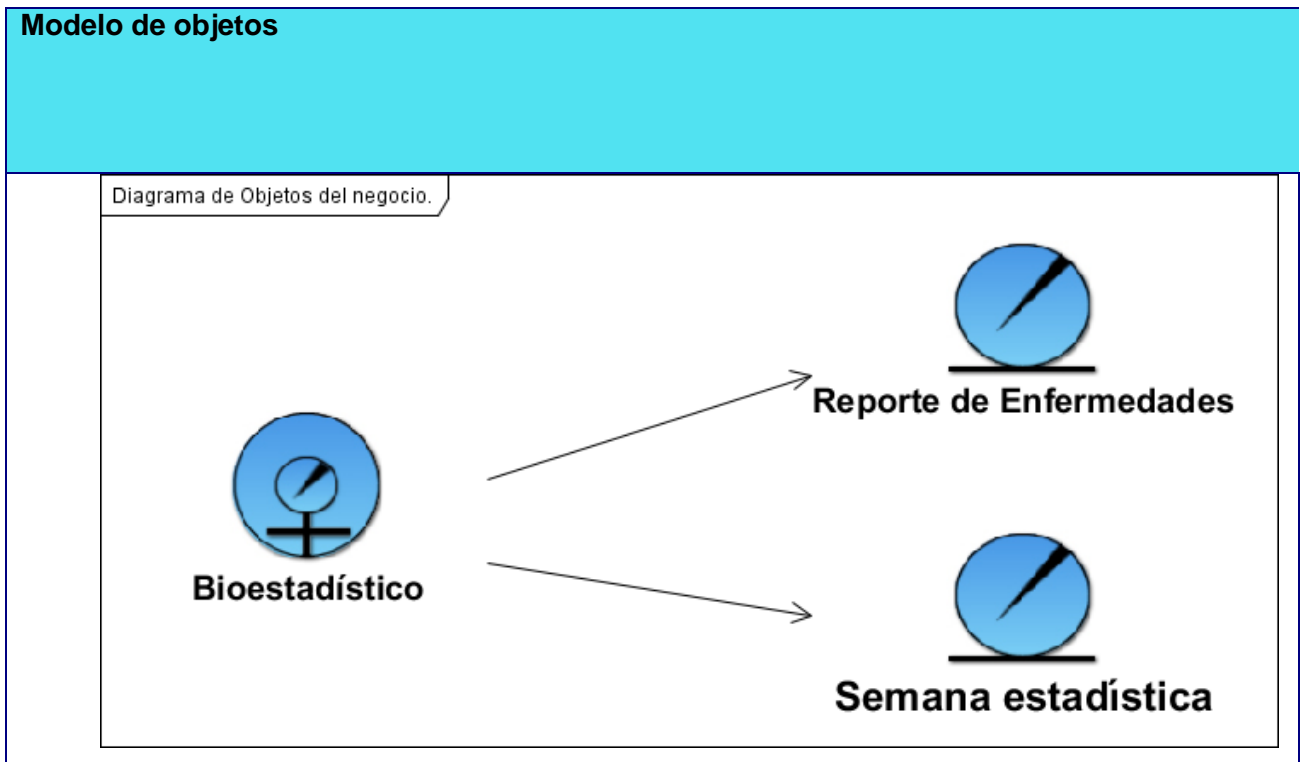 Modelo de objetos
Diagrama de Objetos del negocio.
Reporte de Enfermedades
Bioestadístico
Semana estadística